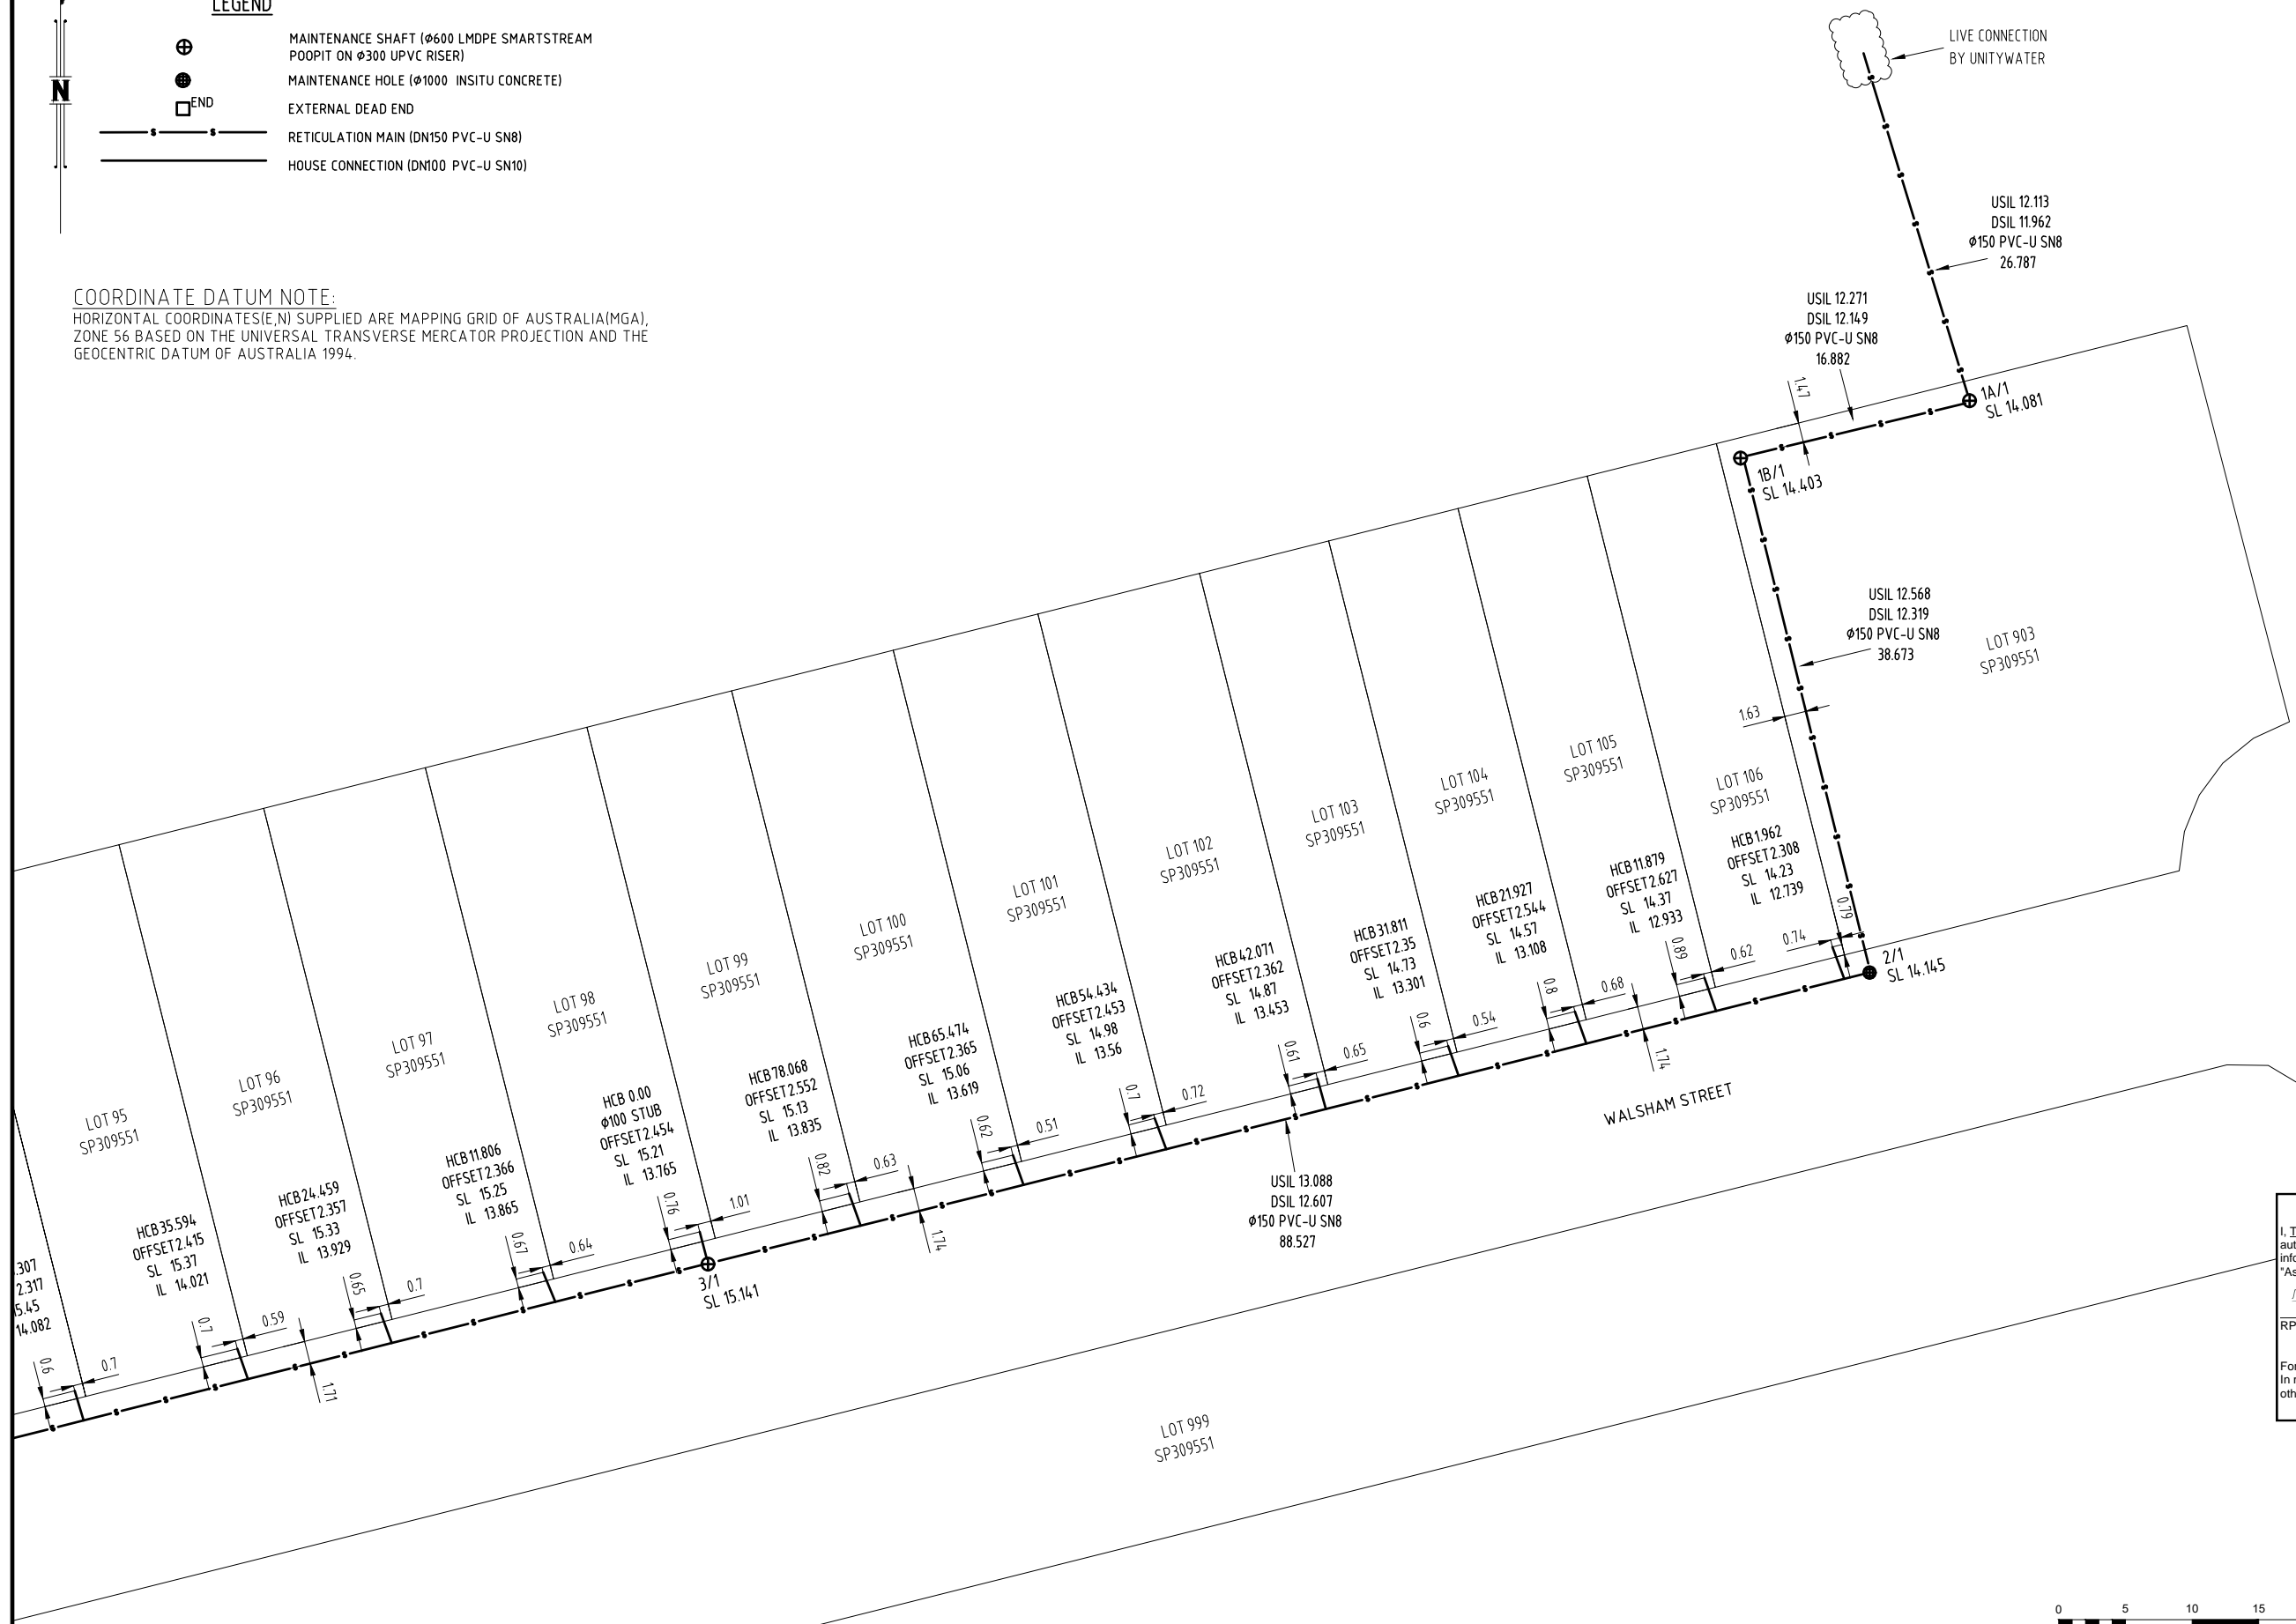 LEGEND
MAINTENANCE SHAFT (Ø600 LMDPE SMARTSTREAM
POOPIT ON Ø300 UPVC RISER)
MAINTENANCE HOLE (Ø1000 INSITU CONCRETE)
END
EXTERNAL DEAD END
S S
RETICULATION MAIN (DN150 PVC-U SN8)
HOUSE CONNECTION (DN100 PVC-U SN10)
N
COORDINATE DATUM NOTE:
HORIZONTAL COORDINATES(E,N) SUPPLIED ARE MAPPING GRID OF AUSTRALIA(MGA),
ZONE 56 BASED ON THE UNIVERSAL TRANSVERSE MERCATOR PROJECTION AND THE
GEOCENTRIC DATUM OF AUSTRALIA 1994.
LIVE CONNECTION
BY UNITYWATER
USIL 12.113
DSIL 11.962
Ø150 PVC-U SN8
26.787
USIL 12.271
DSIL 12.149
Ø150 PVC-U SN8
16.882
1.47
1A/1
SL 14.081
1B/1
SL 14.403
USIL 12.568
DSIL 12.319
Ø150 PVC-U SN8
38.673
LOT 903
SP309551
1.63
LOT 95
SP309551
LOT 96
SP309551
LOT 97
SP309551
LOT 98
SP309551
LOT 99
SP309551
LOT 100
SP309551
LOT 101
SP309551
LOT 102
SP309551
LOT 103
SP309551
LOT 104
SP309551
LOT 105
SP309551
LOT 106
SP309551
.307
2.317
15.45
14.082
0.6
0.7
HCB 35.594
OFFSET 2.415
SL 15.37
IL 14.021
0.7
0.59
1.71
HCB 24.459
OFFSET 2.357
SL 15.33
IL 13.929
0.65
0.7
HCB 11.806
OFFSET 2.366
SL 15.25
IL 13.865
0.67
0.64
HCB 0.00
Ø100 STUB
OFFSET 2.454
SL 15.21
IL 13.765
0.76
1.01
3/1
SL 15.141
HCB 78.068
OFFSET 2.552
SL 15.13
IL 13.835
0.82
0.63
1.74
HCB 65.474
OFFSET 2.365
SL 15.06
IL 13.619
0.62
0.51
HCB 54.434
OFFSET 2.453
SL 14.98
IL 13.56
0.7
0.72
HCB 42.071
OFFSET 2.362
SL 14.87
IL 13.453
0.61
0.65
HCB 31.811
OFFSET 2.35
SL 14.73
IL 13.301
0.6
0.54
HCB 21.927
OFFSET 2.544
SL 14.57
IL 13.108
0.8
0.68
1.74
HCB 11.879
OFFSET 2.627
SL 14.37
IL 12.933
0.89
0.62
HCB 1.962
OFFSET 2.308
SL 14.23
IL 12.739
0.74
0.79
2/1
SL 14.145
WALSHAM STREET
USIL 13.088
DSIL 12.607
Ø150 PVC-U SN8
88.527
LOT 999
SP309551
I, T
aut
info
"As
RP
For
In r
oth
0 5 10 15